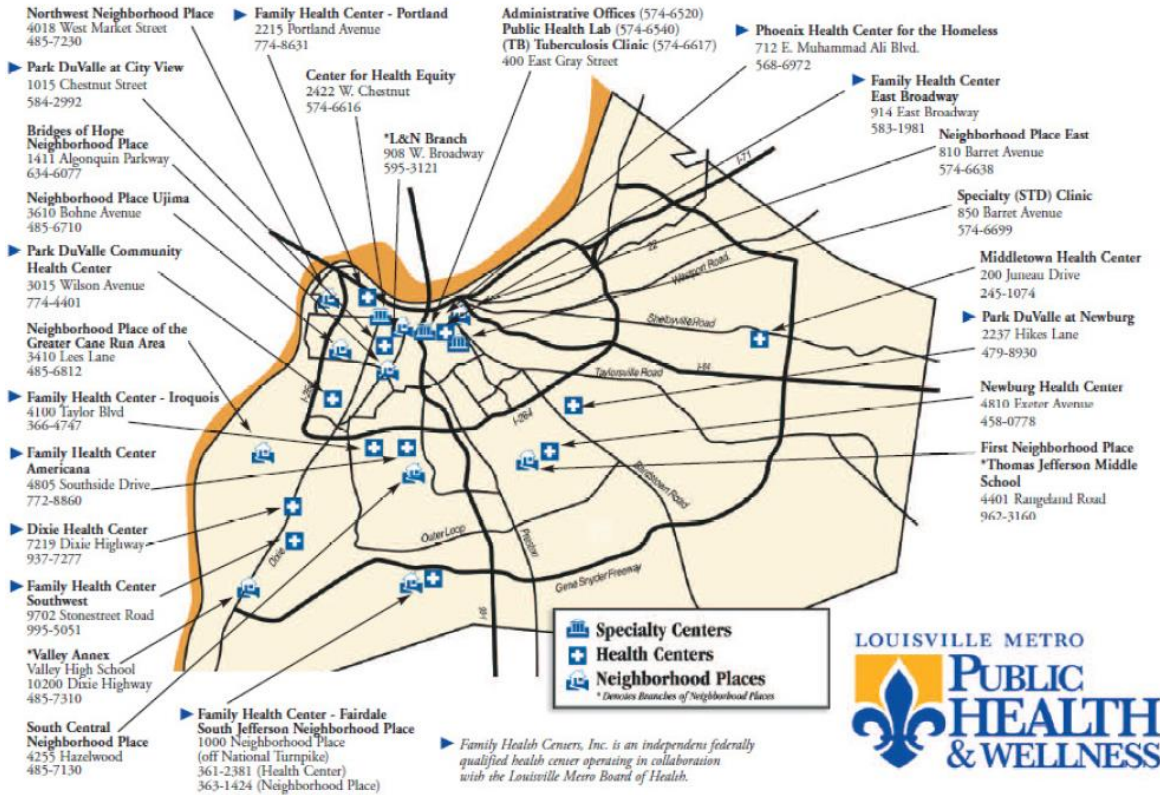 Northwest Neighborhood Place
4018 West Market Street
485-7230
Park DuValle at City View
1015 Chestnut Street
584-2992
Bridges of Hope
Neighborhood Place
1411 Algonquin Parkway
634-6077
Neighborhood Place Ujima
3610 Bohne Avenue
485-6710
Park DuValle Community
Health Center
3015 Wilson Avenue
774-4401
Neighborhood Place of the
Greater Cane Run Area
3410 Lees Lane
485-6812
Family Health Center - Iroquois
4100 Taylor Blvd
366-4747
Family Health Center
Americana
4805 Southside Drive
772-8860
Dixie Health Center
7219 Dixie Highway
937-7277
Family Health Center
Southwest
9702 Stonestreet Road
995-5051
*Valley Annex
Valley High School
10200 Dixie Highway
485-7310
South Central
Neighborhood Place
4255 Hazelwood
485-7130
Family Health Center - Portland
2215 Portland Avenue
774-8631
Center for Health Equity
2422 W. Chestnut
574-6616
*L&N Branch
908 W. Broadway
595-3121
Administrative Offices (574-6520)
Public Health Lab (574-6540)
(TB) Tuberculosis Clinic (574-6617)
400 East Gray Street
Phoenix Health Center for the Homeless
712 E. Muhammad Ali Blvd.
568-6972
Family Health Center
East Broadway
914 East Broadway
583-1981
Neighborhood Place East
810 Barret Avenue
574-6638
Specialty (STD) Clinic
850 Barret Avenue
574-6699
Middletown Health Center
200 Juneau Drive
245-1074
Park DuValle at Newburg
2237 Hikes Lane
479-8930
Newburg Health Center
4810 Exeter Avenue
458-0778
First Neighborhood Place
*Thomas Jefferson Middle
School
4401 Rangeland Road
962-3160
I-71
22
Westport Road
Shelbyville Road
I-64
Taylorsville Road
I-264
I-264
Bardstown Road
Outer Loop
Preston
Dixie
Gene Snyder Freeway
I-65
Family Health Center - Fairdale
South Jefferson Neighborhood Place
1000 Neighborhood Place
(off National Turnpike)
361-2381 (Health Center)
363-1424 (Neighborhood Place)
Specialty Centers
Health Centers
Neighborhood Places
* Denotes Branches of Neighborhood Places
Family Health Centers, Inc. is an independent federally
qualified health center operating in collaboration
with the Louisville Metro Board of Health.
LOUISVILLE METRO
PUBLIC
HEALTH
& WELLNESS